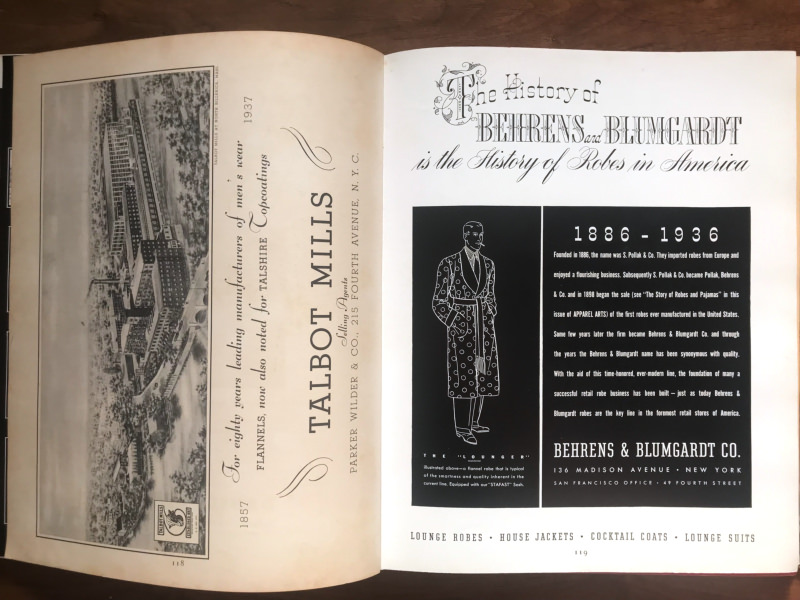 TALBOT MILLS AT NORTH BILLERICA, MASS.
For eighty years leading manufacturers of men's wear
1857
1937
FLANNELS, now also noted for TALSHIRE Topcoatings
TALBOT MILLS
Selling Agents
PARKER WILDER & CO., 215 FOURTH AVENUE, N. Y. C.
118
The History of
BEHRENS and BLUMGARDT
is the History of Robes in America
THE "LOUNGER"
Illustrated above—a flannel robe that is typical
of the smartness and quality inherent in the
current line. Equipped with our "STAFAST" Sash.
1886 - 1936
Founded in 1886, the name was S. Pollak & Co. They imported robes from Europe and
enjoyed a flourishing business. Subsequently S. Pollak & Co. became Pollak, Behrens
& Co. and in 1898 began the sale (see "The Story of Robes and Pajamas" in this
issue of APPAREL ARTS) of the first robes ever manufactured in the United States.
Some few years later the firm became Behrens & Blumgardt Co. and through
the years the Behrens & Blumgardt name has been synonymous with quality.
With the aid of this time-honored, ever-modern line, the foundation of many a
successful retail robe business has been built — just as today Behrens &
Blumgardt robes are the key line in the foremost retail stores of America.
BEHRENS & BLUMGARDT CO.
136 MADISON AVENUE • NEW YORK
SAN FRANCISCO OFFICE • 49 FOURTH STREET
LOUNGE ROBES • HOUSE JACKETS • COCKTAIL COATS • LOUNGE SUITS
119